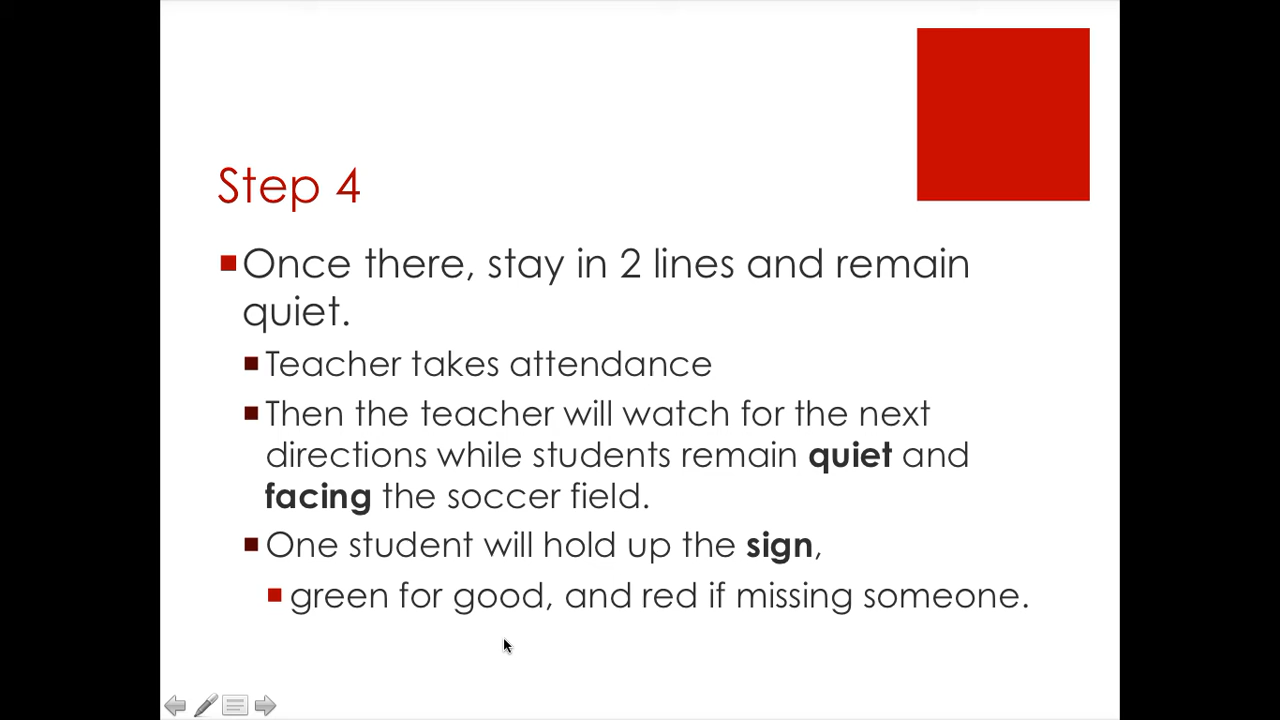 Step 4
Once there, stay in 2 lines and remain
quiet.
Teacher takes attendance
Then the teacher will watch for the next
directions while students remain quiet and
facing the soccer field.
One student will hold up the sign,
green for good, and red if missing someone.